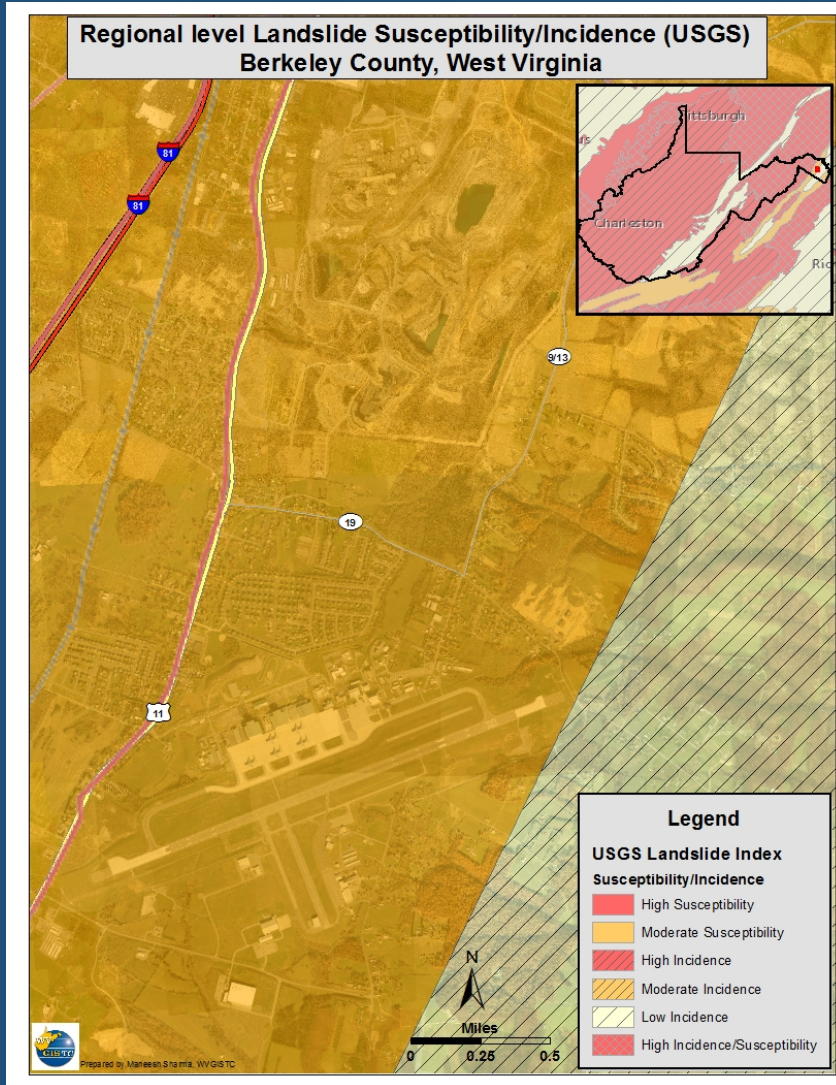 Regional level Landslide Susceptibility/Incidence (USGS)
Berkeley County, West Virginia
81
81
ittsburgh
Charleston
Ric
9/13
19
11
Legend
USGS Landslide Index
Susceptibility/Incidence
High Susceptibility
Moderate Susceptibility
High Incidence
Moderate Incidence
Low Incidence
High Incidence/Susceptibility
N
Miles
0 0.25 0.5
Prepared by Maneesh Sharma, WVGISTC